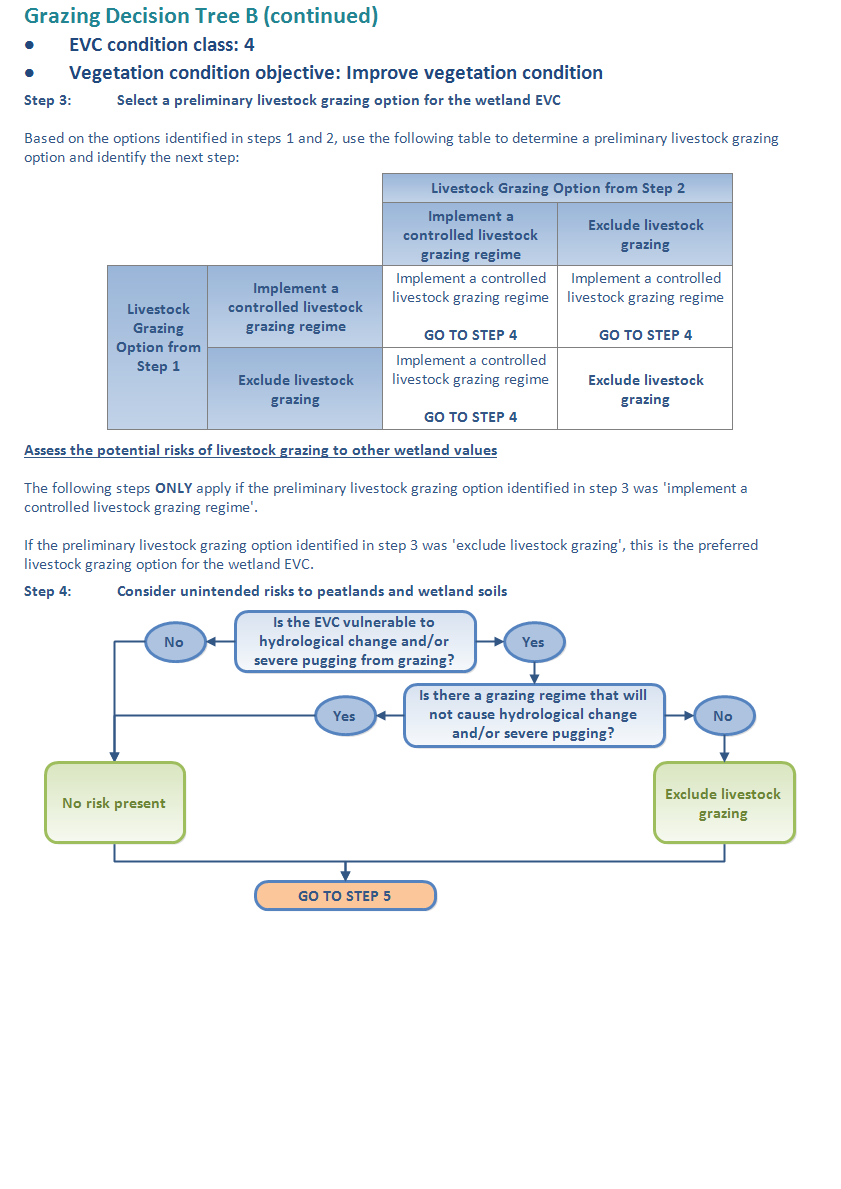 Grazing Decision Tree B (continued)
• EVC condition class: 4
• Vegetation condition objective: Improve vegetation condition
Step 3: Select a preliminary livestock grazing option for the wetland EVC
Based on the options identified in steps 1 and 2, use the following table to determine a preliminary livestock grazing
option and identify the next step:
Livestock Grazing Option from Step 2
Implement a
controlled livestock
grazing regime
Exclude livestock
grazing
Livestock
Grazing
Option from
Step 1
Implement a
controlled livestock
grazing regime
Implement a controlled
livestock grazing regime
GO TO STEP 4
Implement a controlled
livestock grazing regime
GO TO STEP 4
Exclude livestock
grazing
Implement a controlled
livestock grazing regime
GO TO STEP 4
Exclude livestock
grazing
Assess the potential risks of livestock grazing to other wetland values
The following steps ONLY apply if the preliminary livestock grazing option identified in step 3 was 'implement a
controlled livestock grazing regime'.
If the preliminary livestock grazing option identified in step 3 was 'exclude livestock grazing', this is the preferred
livestock grazing option for the wetland EVC.
Step 4: Consider unintended risks to peatlands and wetland soils
Is the EVC vulnerable to
hydrological change and/or
severe pugging from grazing?
No
Yes
Is there a grazing regime that will
not cause hydrological change
and/or severe pugging?
Yes
No
No risk present
Exclude livestock
grazing
GO TO STEP 5